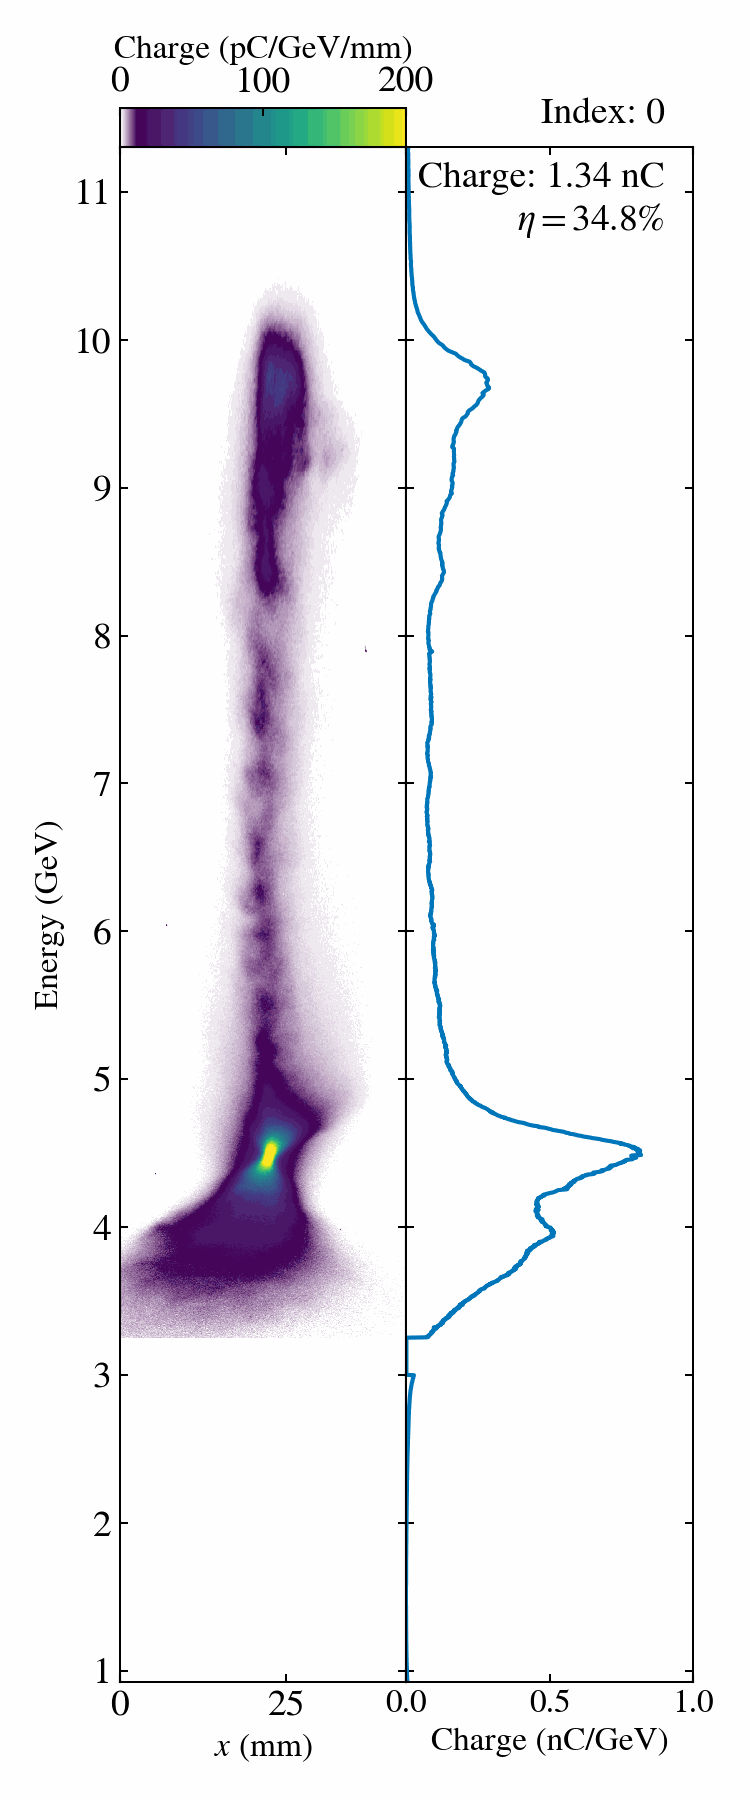 Charge (pC/GeV/mm)
0 100 200
Index: 0
Charge: 1.34 nC
η = 34.8%
11
10
9
8
7
6
5
4
3
2
1
Energy (GeV)
0 25
x (mm)
0.0 0.5 1.0
Charge (nC/GeV)